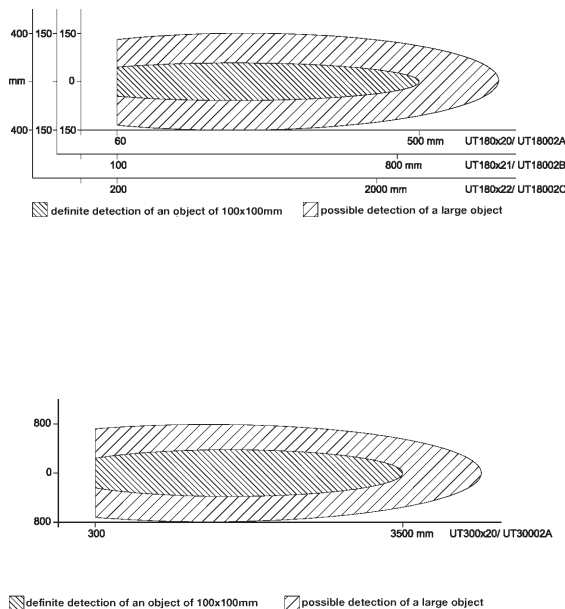 400 150 150
mm 0
400 150 150
60 500 mm UT180x20/ UT18002A
100 800 mm UT180x21/ UT18002B
200 2000 mm UT180x22/ UT18002C
definite detection of an object of 100x100mm possible detection of a large object
800
0
800
300 3500 mm UT300x20/ UT30002A
definite detection of an object of 100x100mm possible detection of a large object